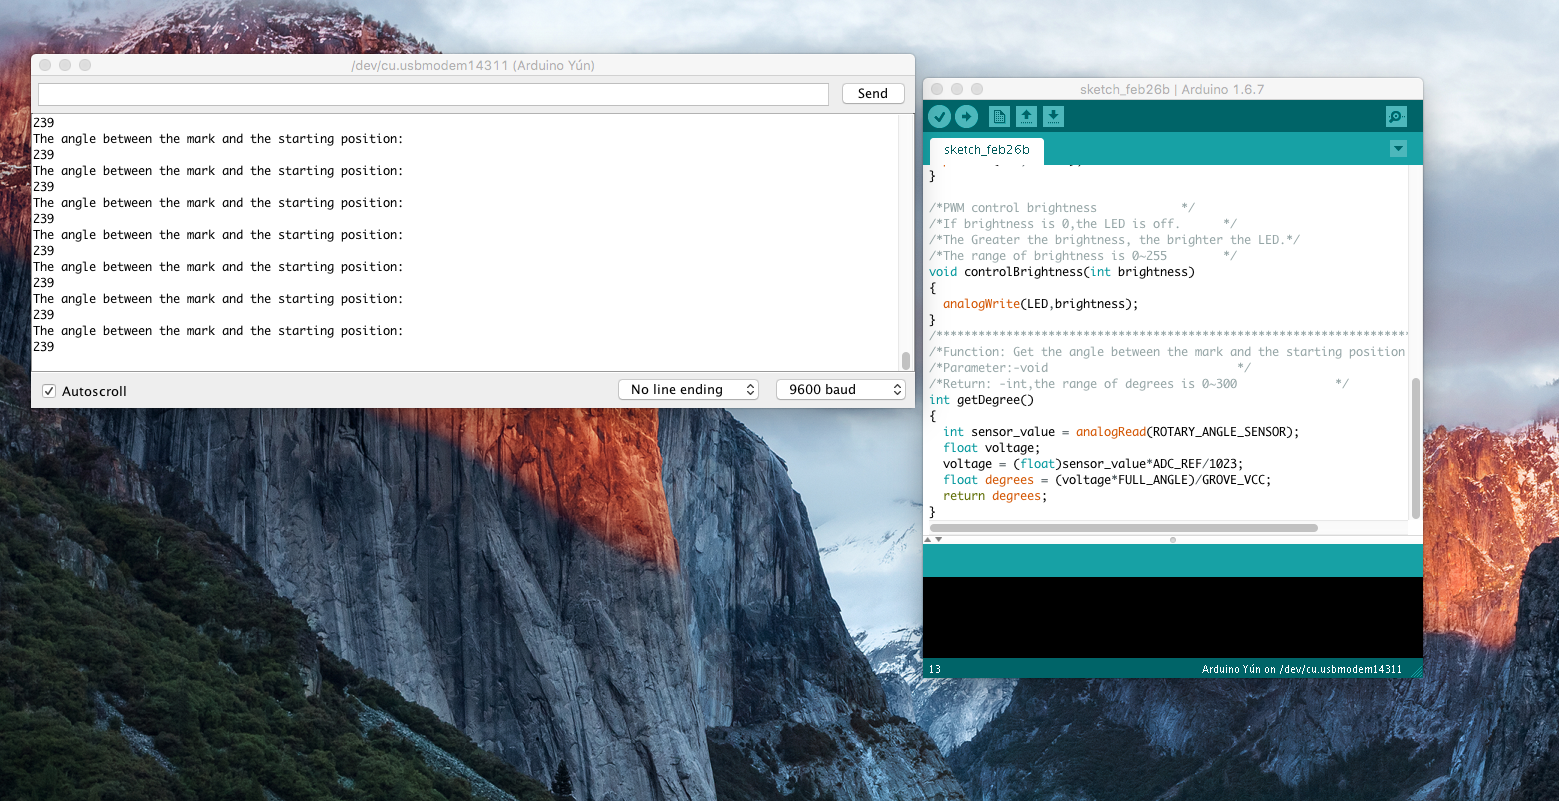 /dev/cu.usbmodem14311 (Arduino Yún)
Send
239
The angle between the mark and the starting position:
239
The angle between the mark and the starting position:
239
The angle between the mark and the starting position:
239
The angle between the mark and the starting position:
239
The angle between the mark and the starting position:
239
The angle between the mark and the starting position:
239
The angle between the mark and the starting position:
239
Autoscroll
No line ending
9600 baud
sketch_feb26b | Arduino 1.6.7
sketch_feb26b
}
/*PWM control brightness */
/*If brightness is 0,the LED is off. */
/*The Greater the brightness, the brighter the LED.*/
/*The range of brightness is 0~255 */
void controlBrightness(int brightness)
{
analogWrite(LED,brightness);
}
/********************************************************************
/*Function: Get the angle between the mark and the starting position
/*Parameter:-void */
/*Return: -int,the range of degrees is 0~300 */
int getDegree()
{
int sensor_value = analogRead(ROTARY_ANGLE_SENSOR);
float voltage;
voltage = (float)sensor_value*ADC_REF/1023;
float degrees = (voltage*FULL_ANGLE)/GROVE_VCC;
return degrees;
}
13
Arduino Yún on /dev/cu.usbmodem14311